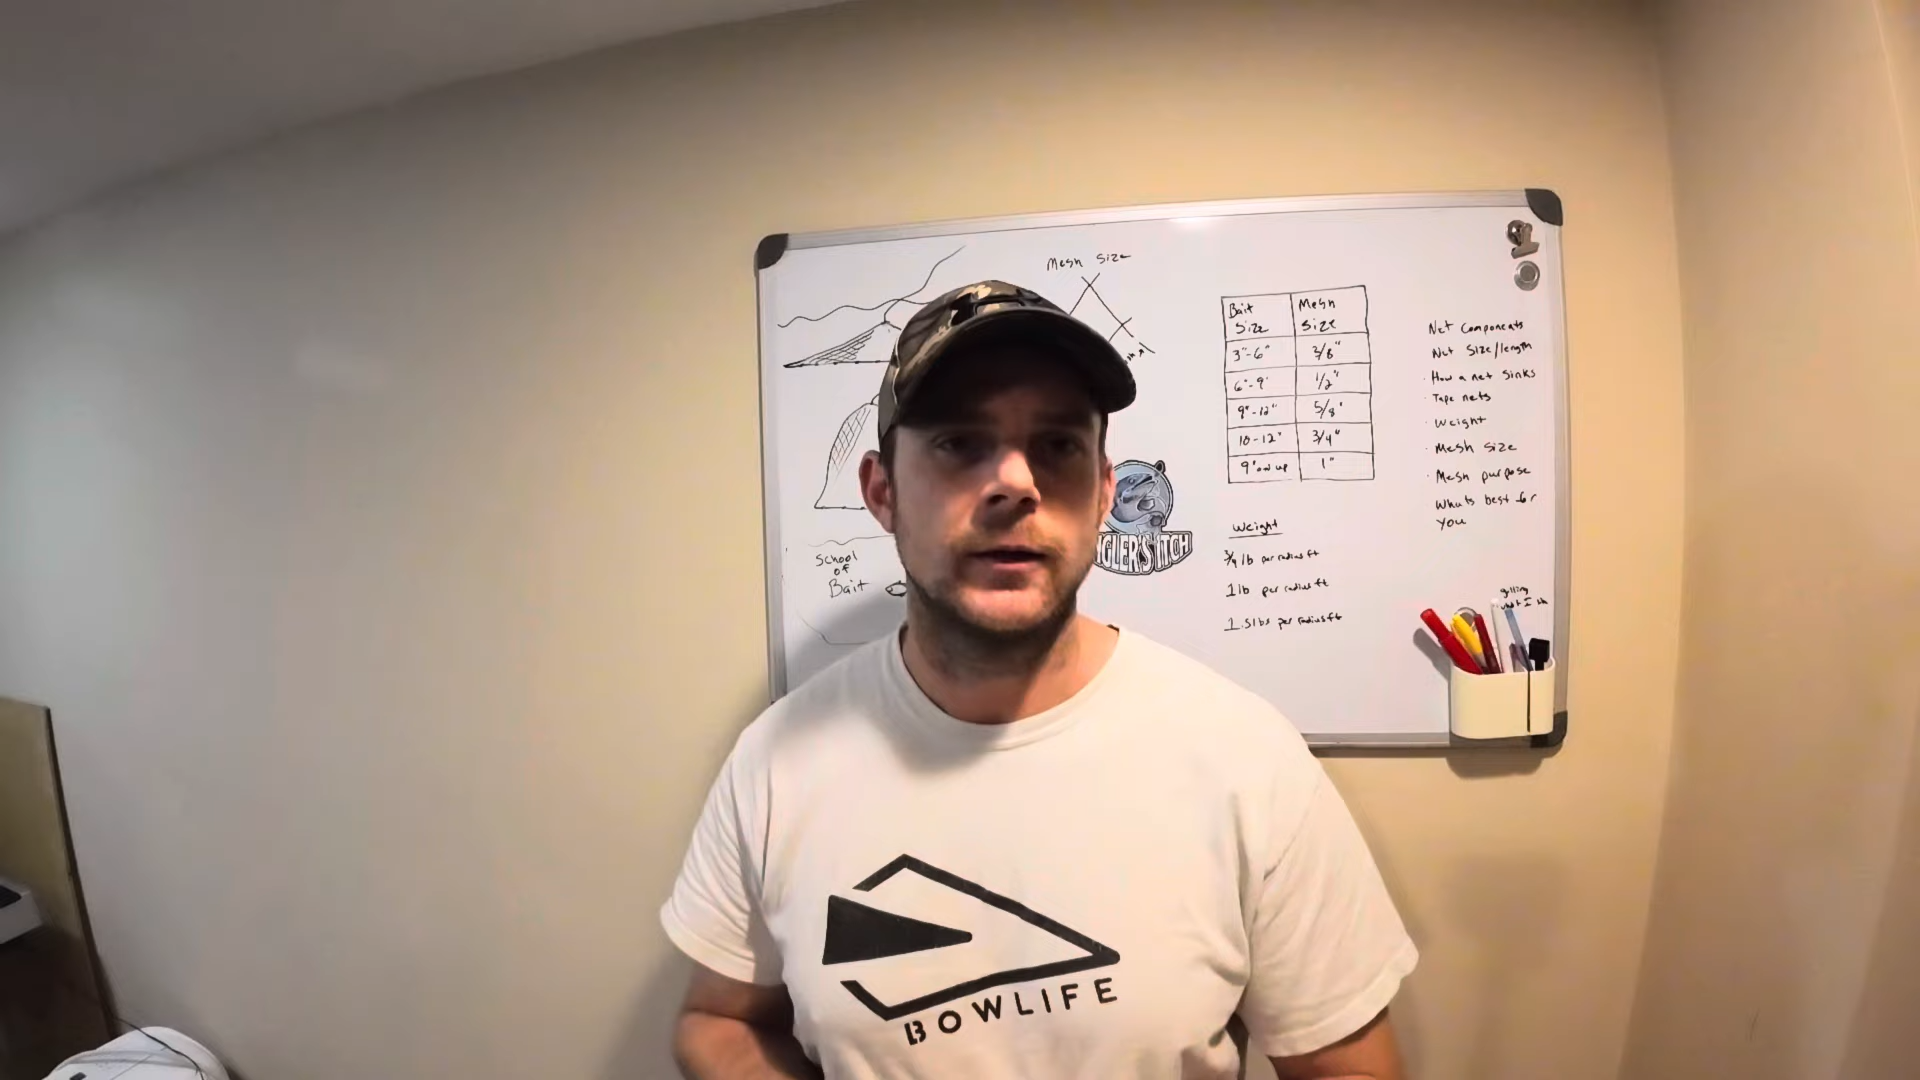 Mesh Size
School
of
Bait
Bait
Size
Mesh
Size
3"-6"
3/8"
6"-9"
1/2"
9"-12"
5/8"
10-12"
3/4"
9" and up
1"
Weight
3/4 lb per radius ft
1 lb per radius ft
1.5lbs per radius ft
Net Components
Net Size/length
· How a net Sinks
· Tape nets
· Weight
· Mesh Size
· Mesh purpose
Whats best for
you
NGLER'S ITCH
BOWLIFE